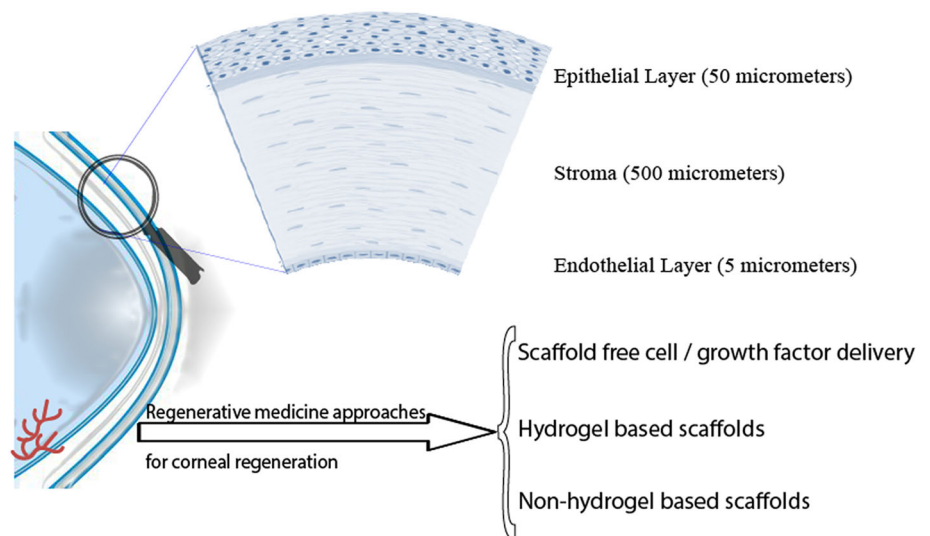 Epithelial Layer (50 micrometers)
Stroma (500 micrometers)
Endothelial Layer (5 micrometers)
Regenerative medicine approaches
for corneal regeneration
Scaffold free cell / growth factor delivery
Hydrogel based scaffolds
Non-hydrogel based scaffolds